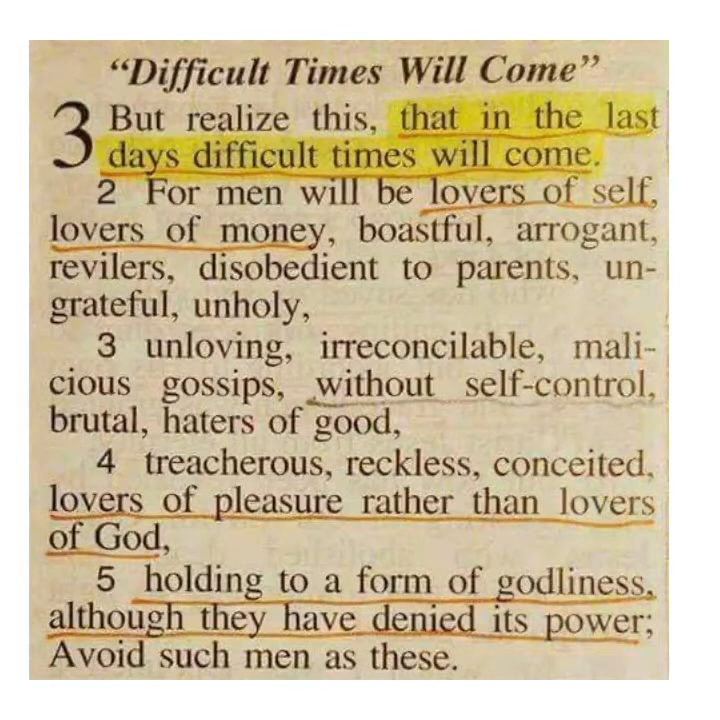 “Difficult Times Will Come”
3 But realize this, that in the last
days difficult times will come.
2 For men will be lovers of self,
lovers of money, boastful, arrogant,
revilers, disobedient to parents, un-
grateful, unholy,
3 unloving, irreconcilable, mali-
cious gossips, without self-control,
brutal, haters of good,
4 treacherous, reckless, conceited,
lovers of pleasure rather than lovers
of God,
5 holding to a form of godliness,
although they have denied its power;
Avoid such men as these.